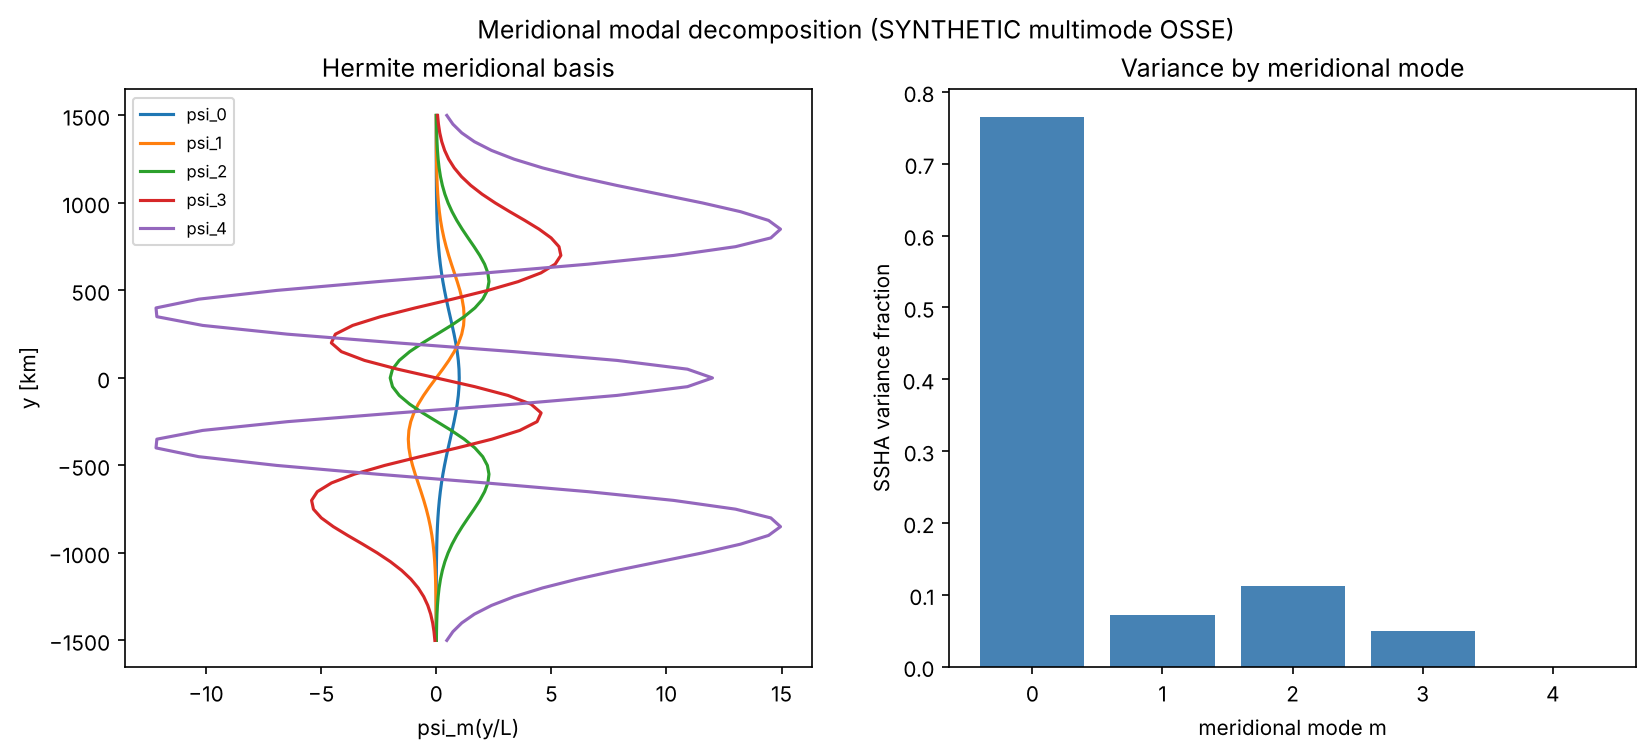 Meridional modal decomposition (SYNTHETIC multimode OSSE)
Hermite meridional basis
psi_0
psi_1
psi_2
psi_3
psi_4
1500
1000
500
0
−500
−1000
−1500
y [km]
−10
−5
0
5
10
15
psi_m(y/L)
Variance by meridional mode
0.8
0.7
0.6
0.5
0.4
0.3
0.2
0.1
0.0
SSHA variance fraction
0
1
2
3
4
meridional mode m